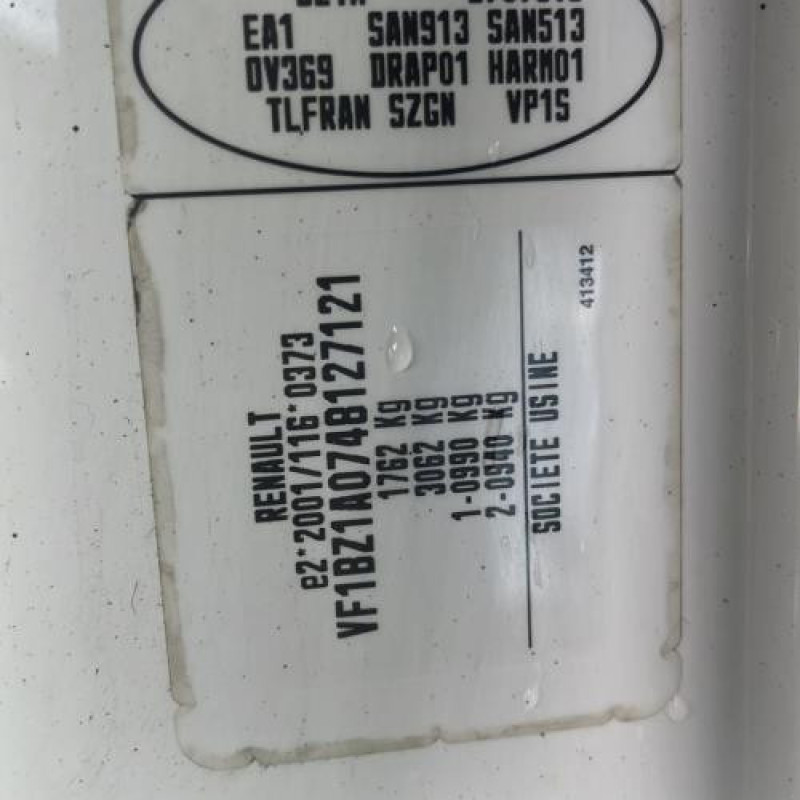 EA1 SAN913 SAN513
OV369 DRAP01 HARM01
TLFRAN SZGN VP1S
RENAULT
e2*2001/116*0373
VF1BZ1A0748127121
1762 Kg
3062 Kg
1-0990 Kg
2-0940 Kg
SOCIETE USINE
413412